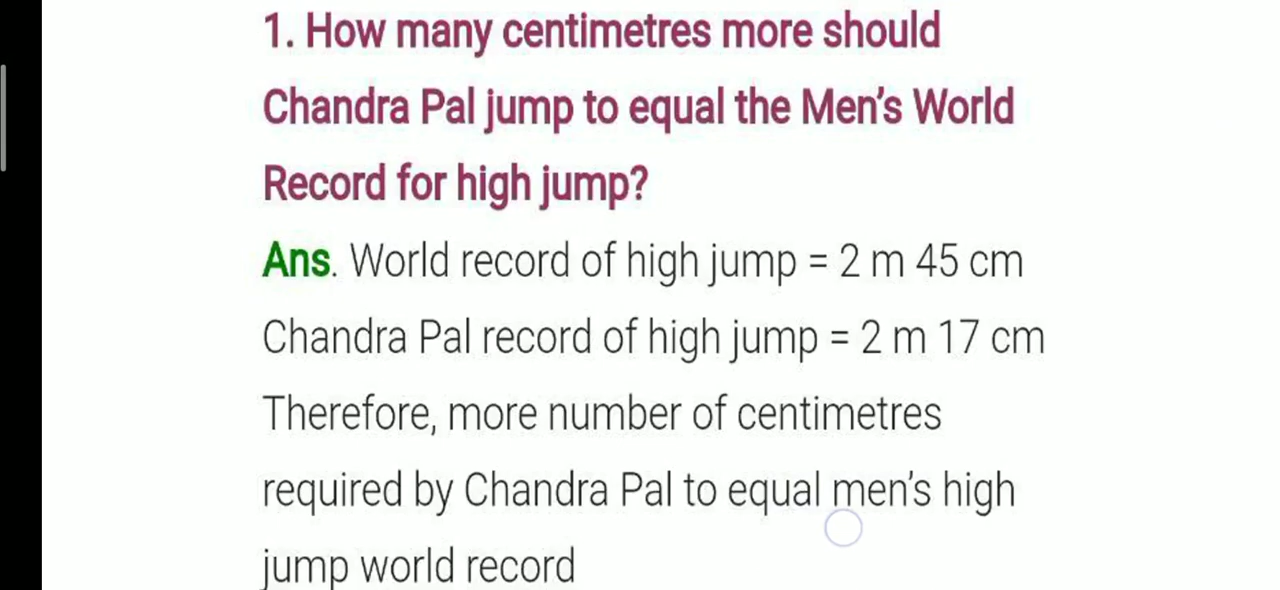 1. How many centimetres more should
Chandra Pal jump to equal the Men’s World
Record for high jump?
Ans. World record of high jump = 2 m 45 cm
Chandra Pal record of high jump = 2 m 17 cm
Therefore, more number of centimetres
required by Chandra Pal to equal men’s high
jump world record